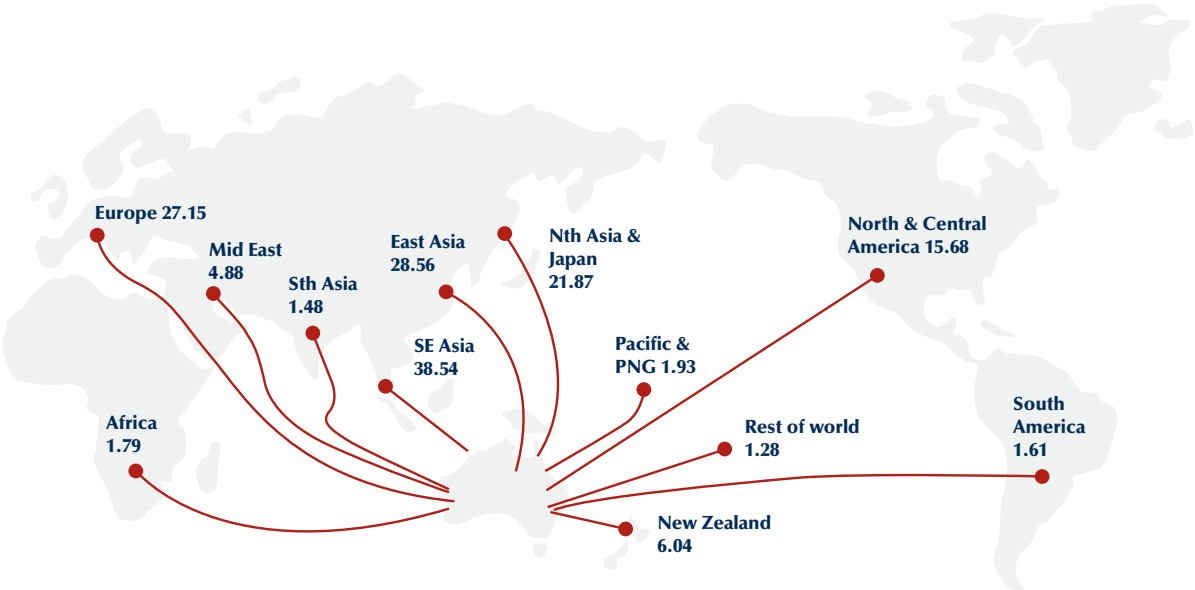 Europe 27.15
Mid East
4.88
Sth Asia
1.48
East Asia
28.56
SE Asia
38.54
Nth Asia &
Japan
21.87
Pacific &
PNG 1.93
North & Central
America 15.68
Africa
1.79
Rest of world
1.28
South
America
1.61
New Zealand
6.04